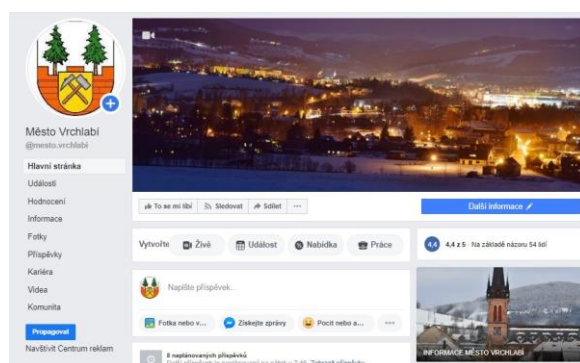 Město Vrchlabí
@mesto.vrchlabi
Hlavní stránka
Události
Hodnocení
Informace
Fotky
Příspěvky
Kariéra
Videa
Komunita
Propagovat
Navštívit Centrum reklam
To se mi líbí
Sledovat
Sdílet
Další informace
Vytvořte
Živě
Událost
Nabídka
Práce
4,4
4,4 z 5 · Na základě názoru 54 lidí
Napište příspěvek..
Fotka nebo v...
Získejte zprávy
Pocit nebo a...
INFORMACE MĚSTO VRCHLABÍ
8 naplánovaných příspěvků